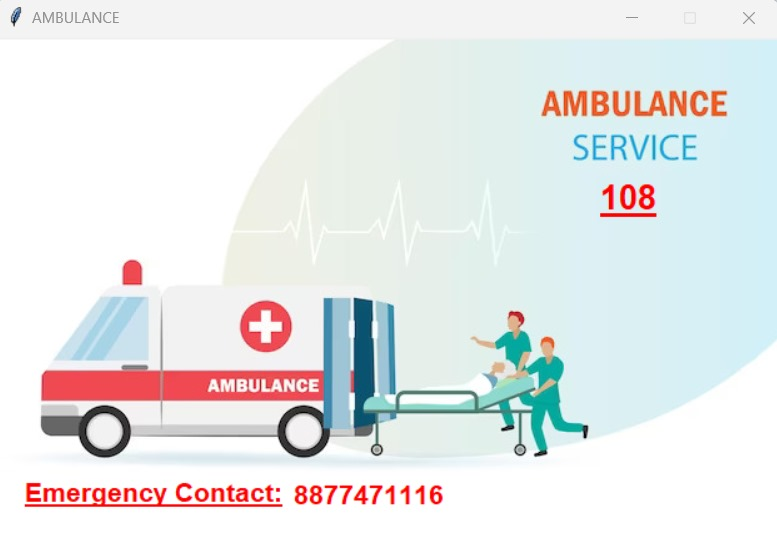 AMBULANCE
AMBULANCE
SERVICE
108
AMBULANCE
Emergency Contact: 8877471116